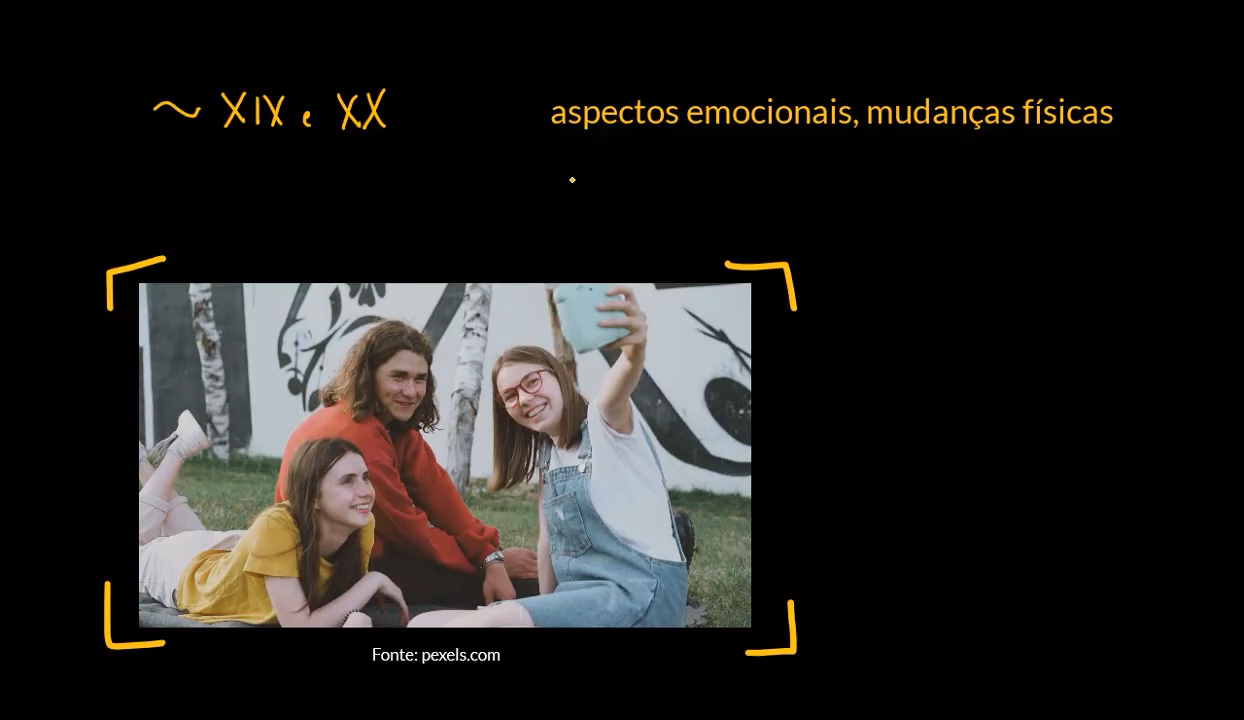 ~ XIX e XX
aspectos emocionais, mudanças físicas
Fonte: pexels.com